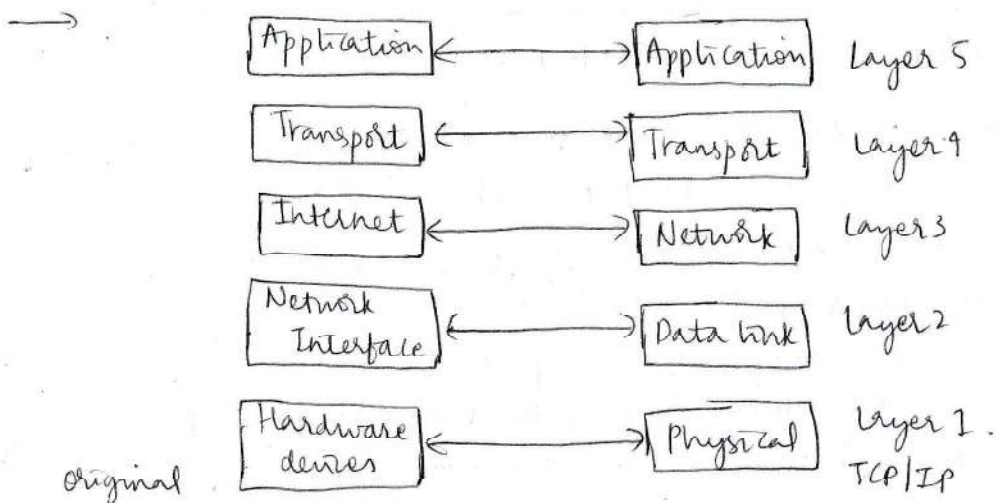 Application Application Layer 5
Transport Transport Layer 4
Internet Network Layer 3
Network
Interface Data link Layer 2
Hardware
devices Physical Layer 1.
original TCP/IP